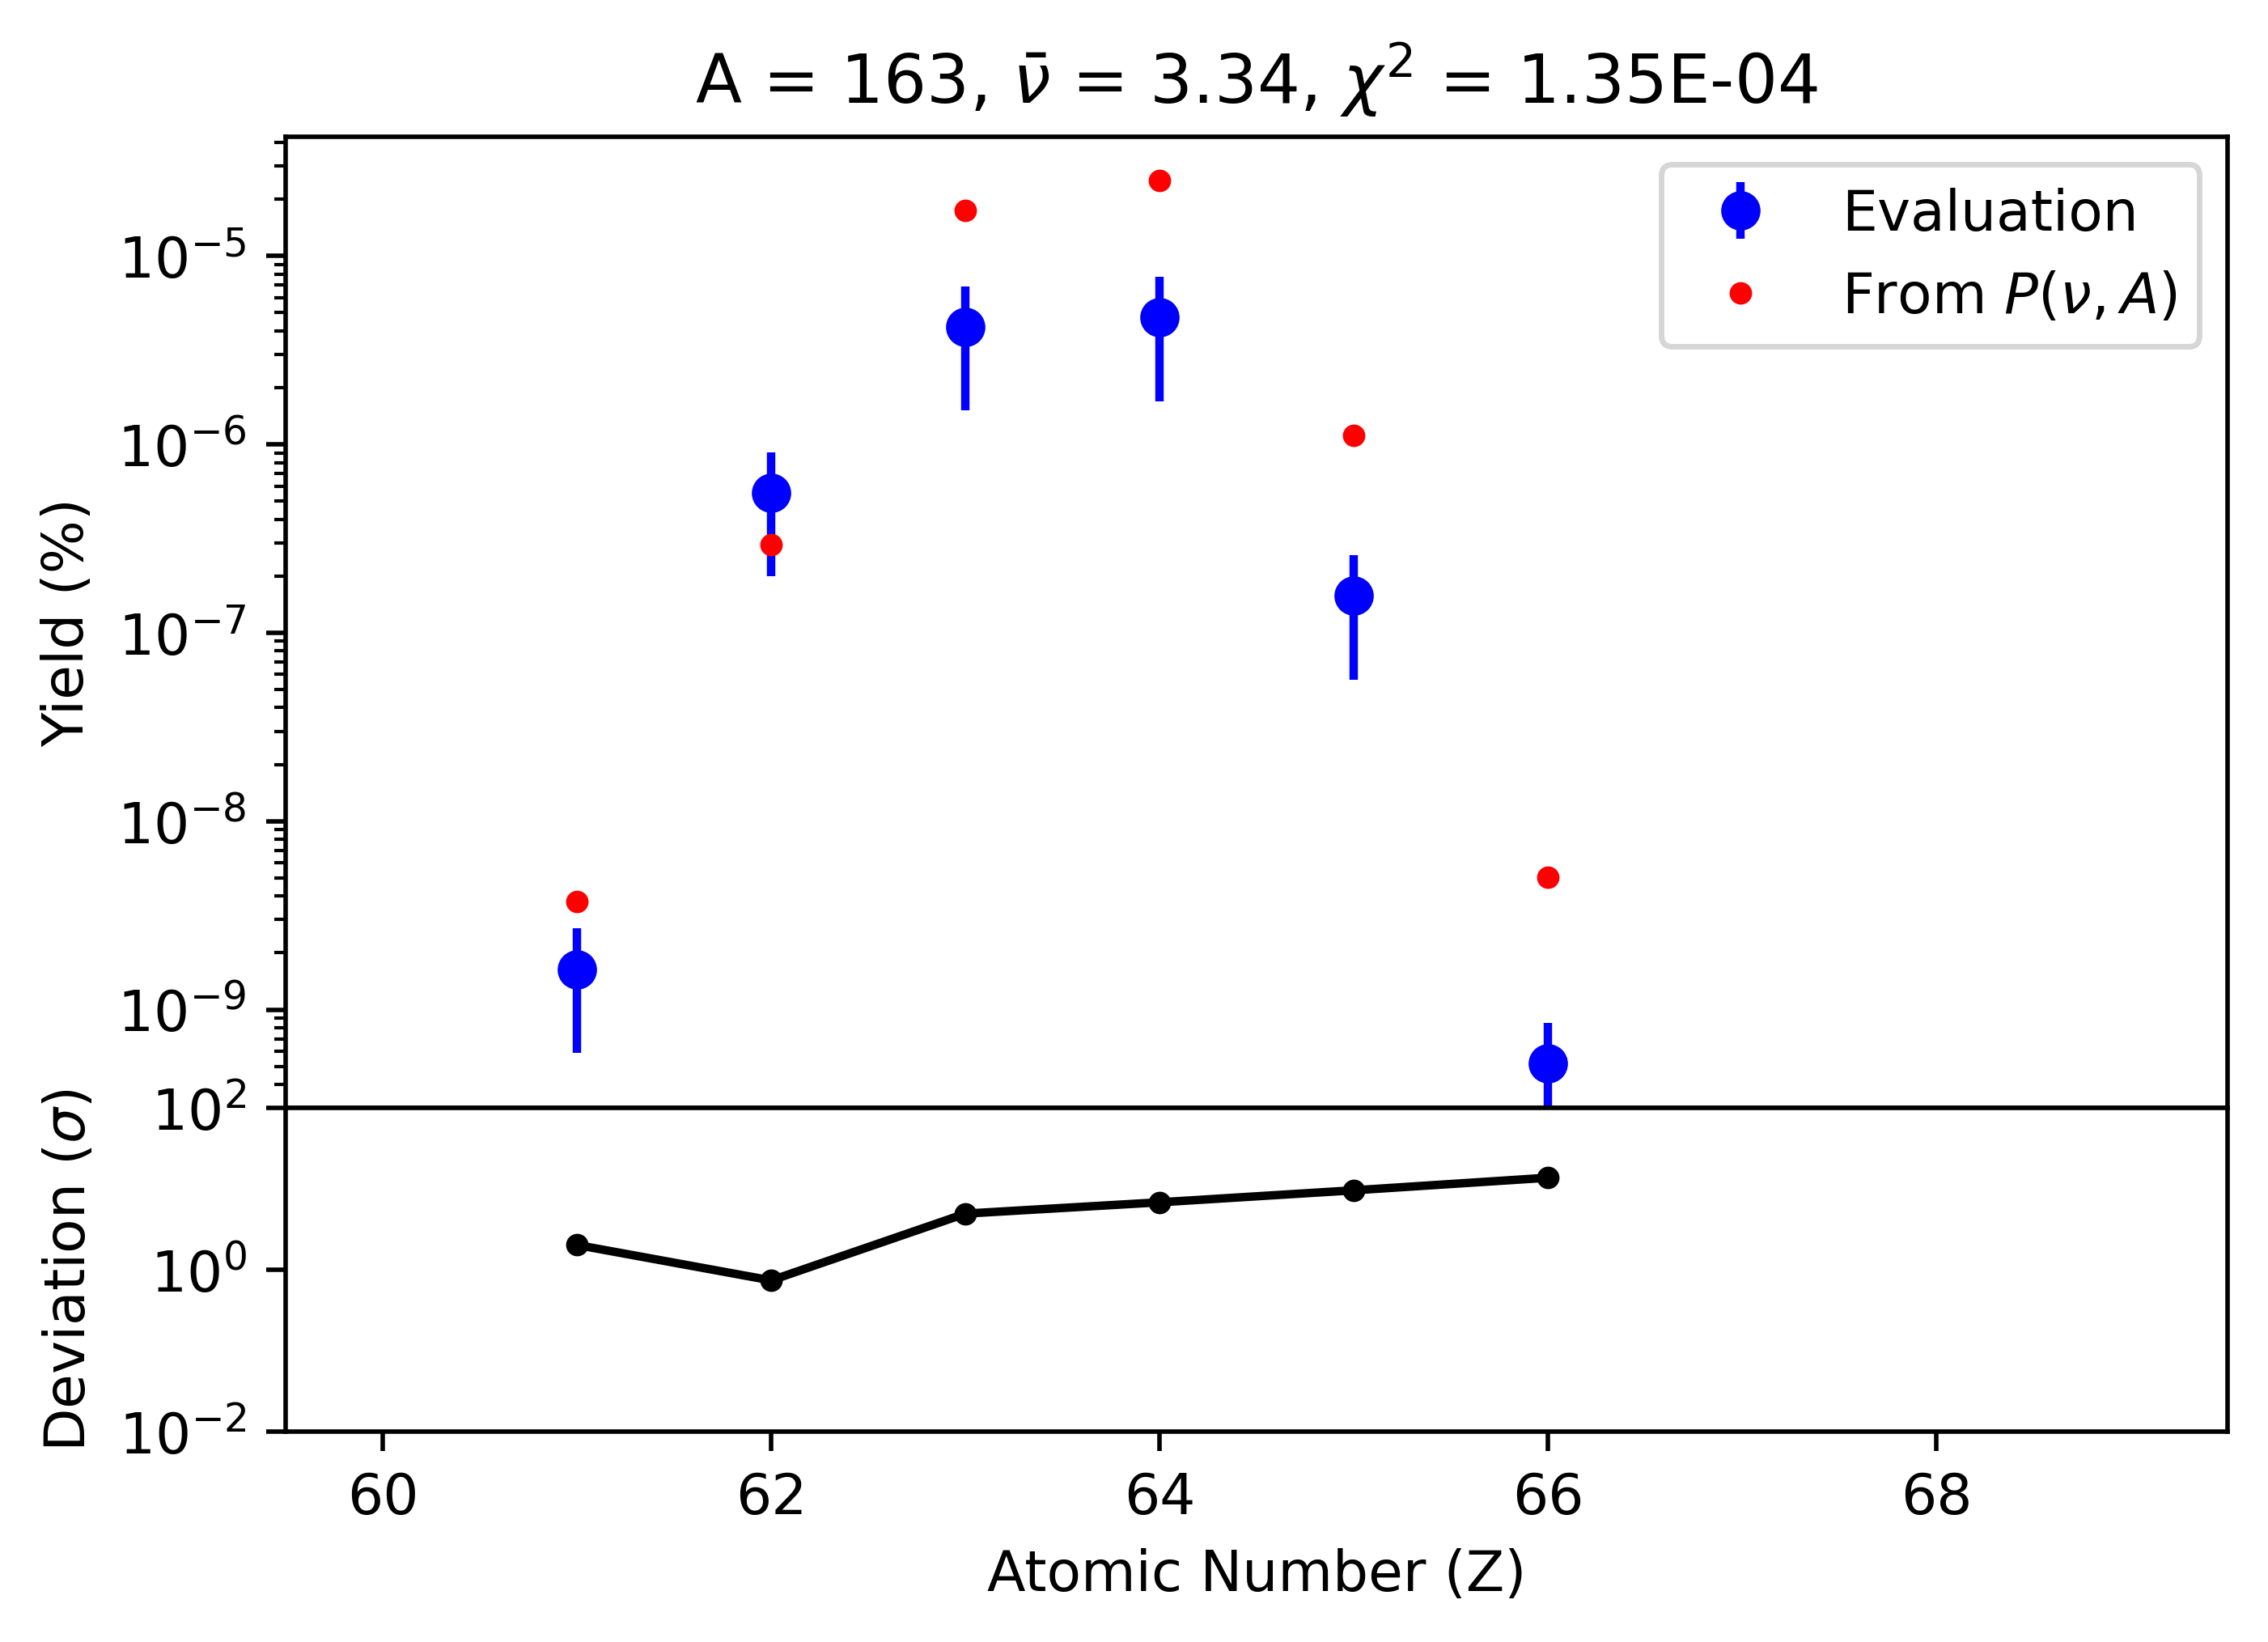 A = 163, ν̄ = 3.34, χ² = 1.35E-04
Evaluation
From P(ν, A)
Yield (%)
10⁻⁵
10⁻⁶
10⁻⁷
10⁻⁸
10⁻⁹
Deviation (σ)
10²
10⁰
10⁻²
60 62 64 66 68
Atomic Number (Z)